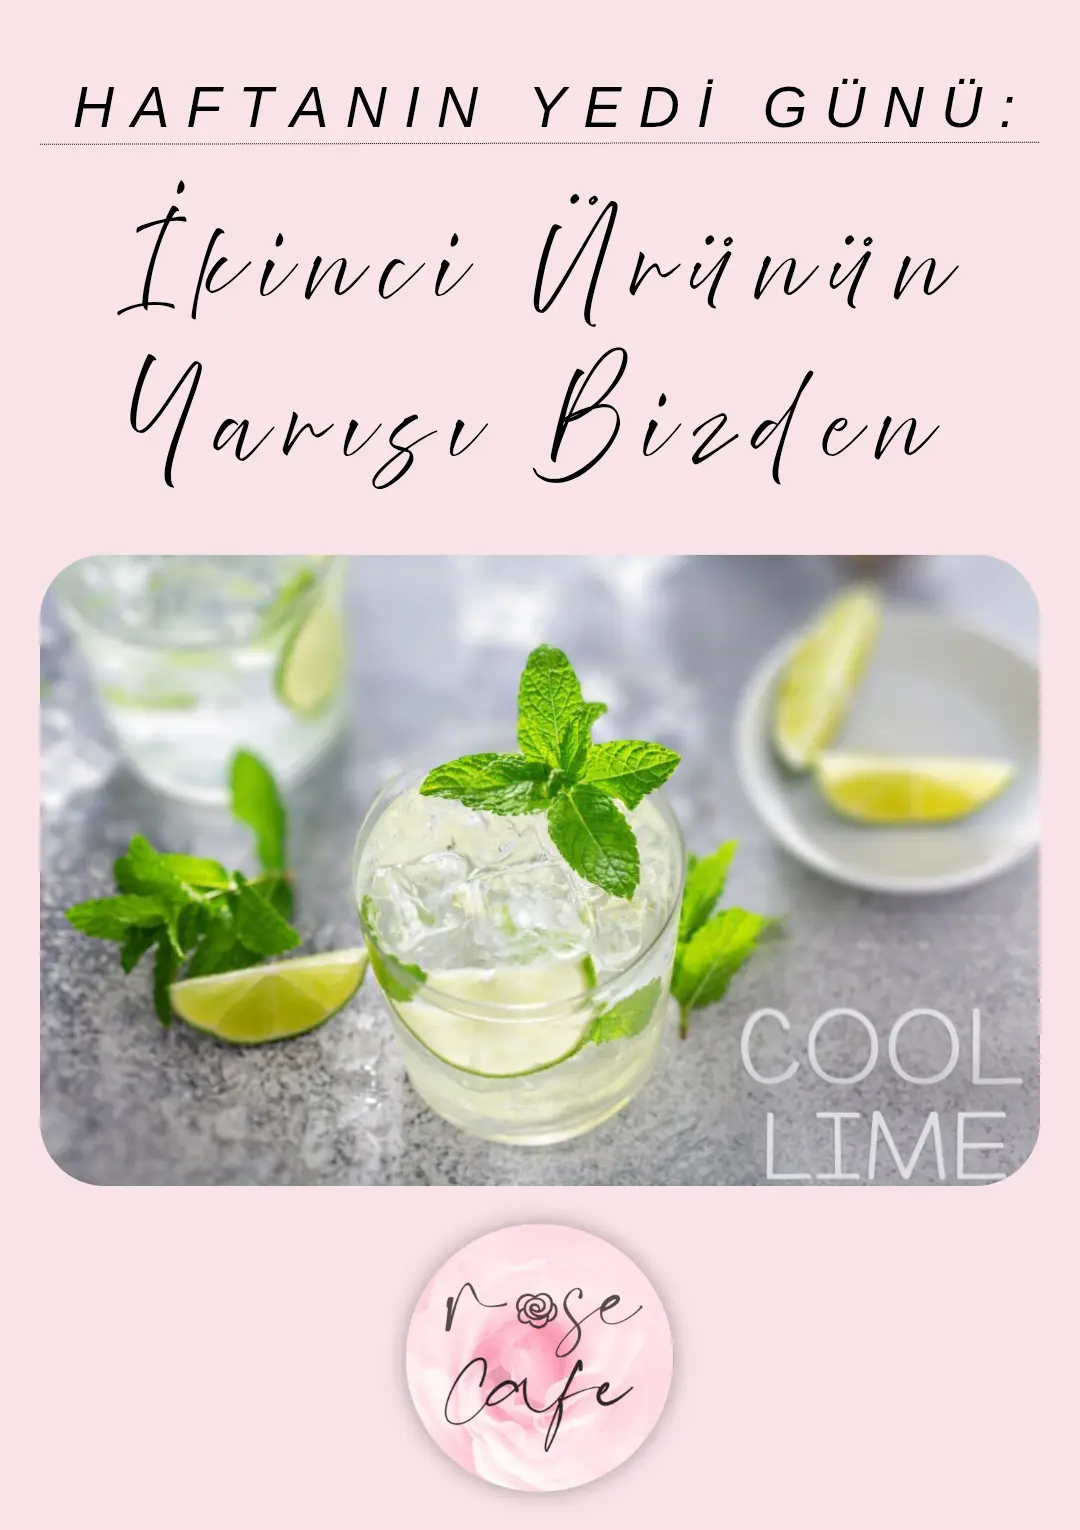 HAFTANIN YEDİ GÜNÜ:
İkinci Ürünün
Yarısı Bizden
COOL
LIME
rose
cafe